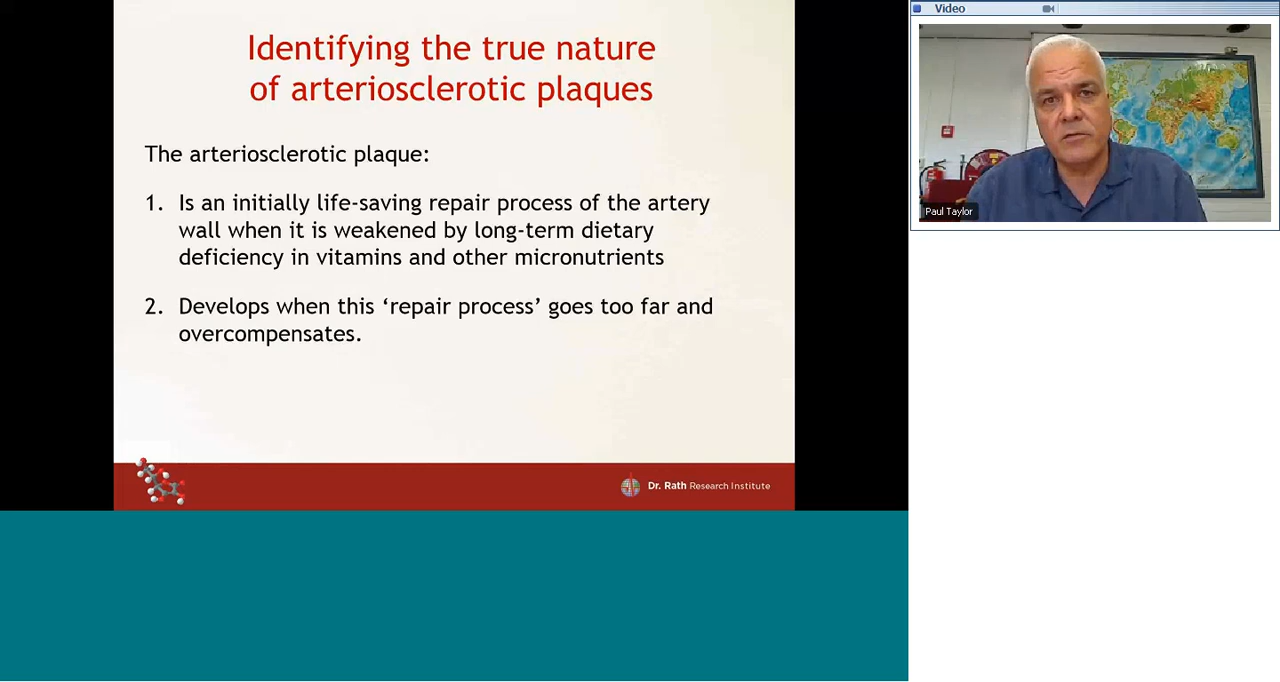 Identifying the true nature
of arteriosclerotic plaques
The arteriosclerotic plaque:
1. Is an initially life-saving repair process of the artery
wall when it is weakened by long-term dietary
deficiency in vitamins and other micronutrients
2. Develops when this ‘repair process’ goes too far and
overcompensates.
Dr. Rath Research Institute
Video
Paul Taylor